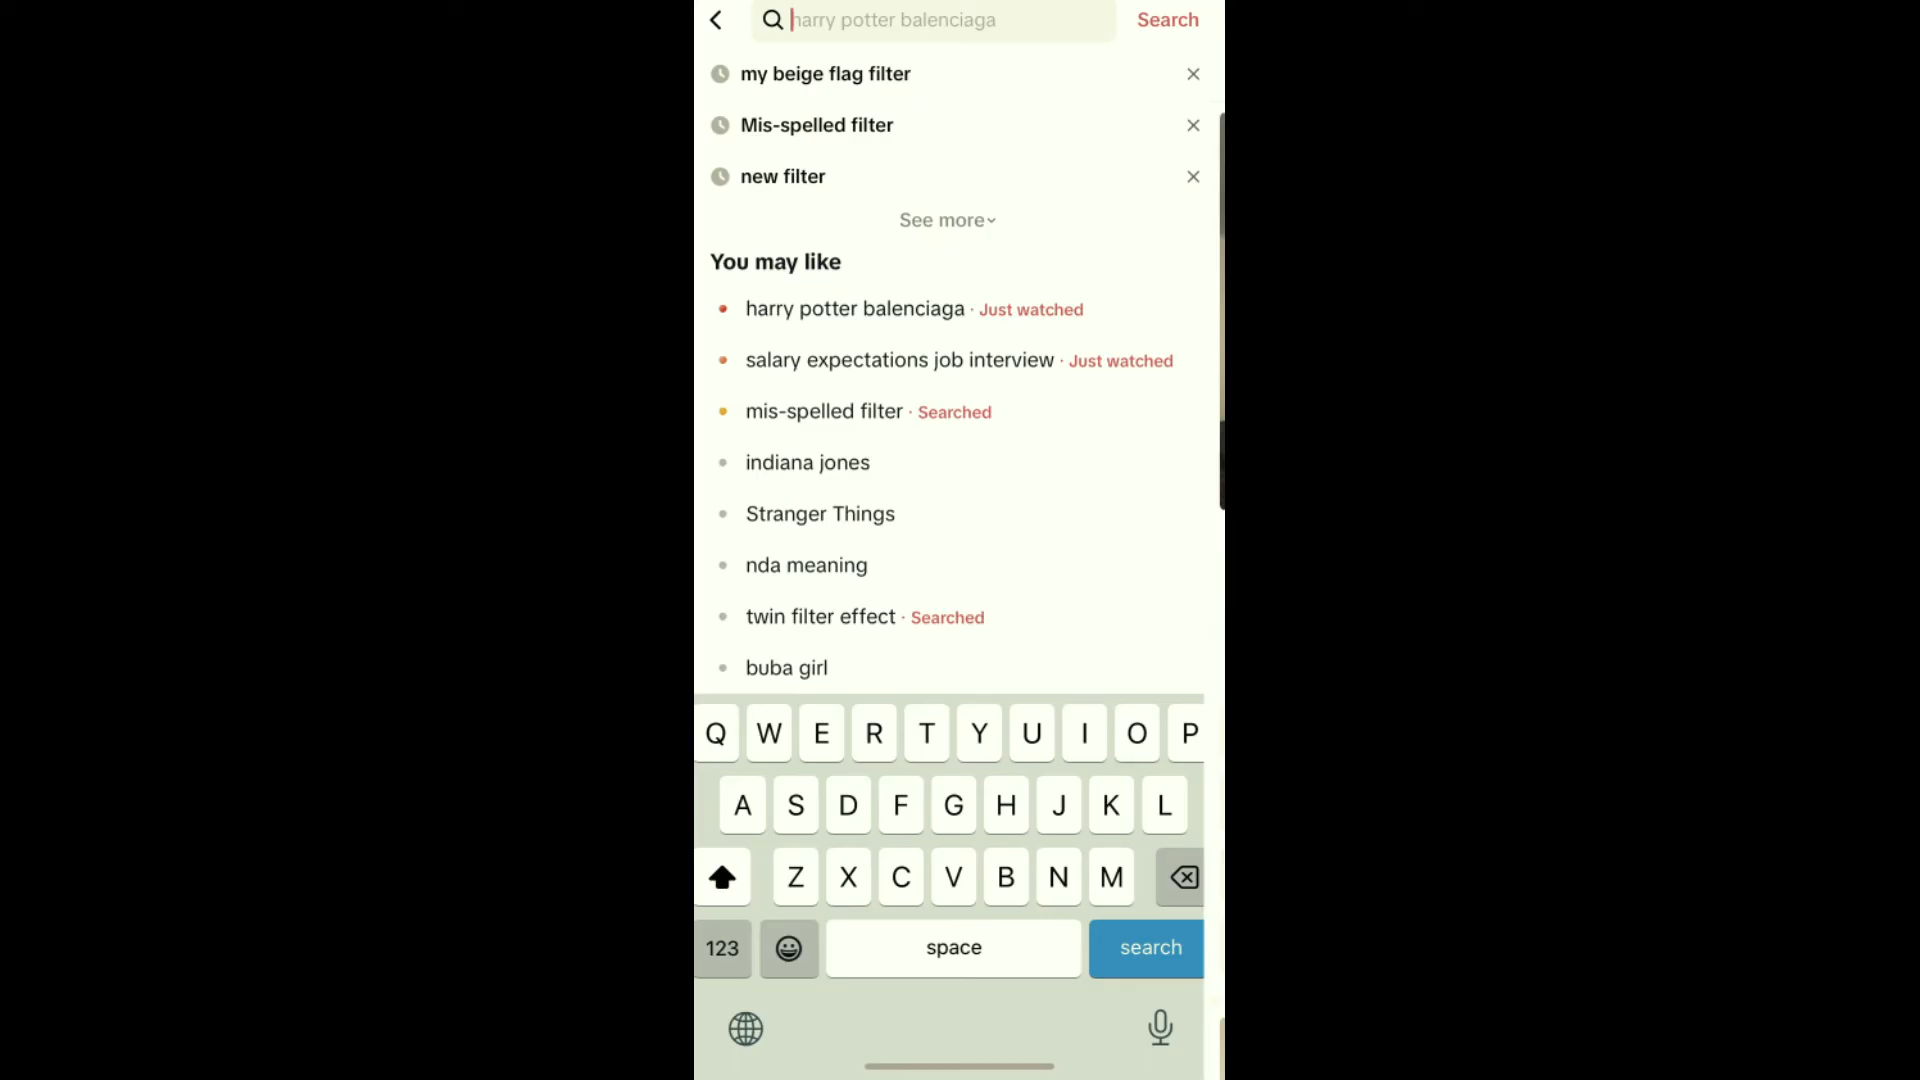 harry potter balenciaga Search
my beige flag filter
Mis-spelled filter
new filter
See more
You may like
harry potter balenciaga · Just watched
salary expectations job interview · Just watched
mis-spelled filter · Searched
indiana jones
Stranger Things
nda meaning
twin filter effect · Searched
buba girl
Q W E R T Y U I O P
A S D F G H J K L
Z X C V B N M
123 space search